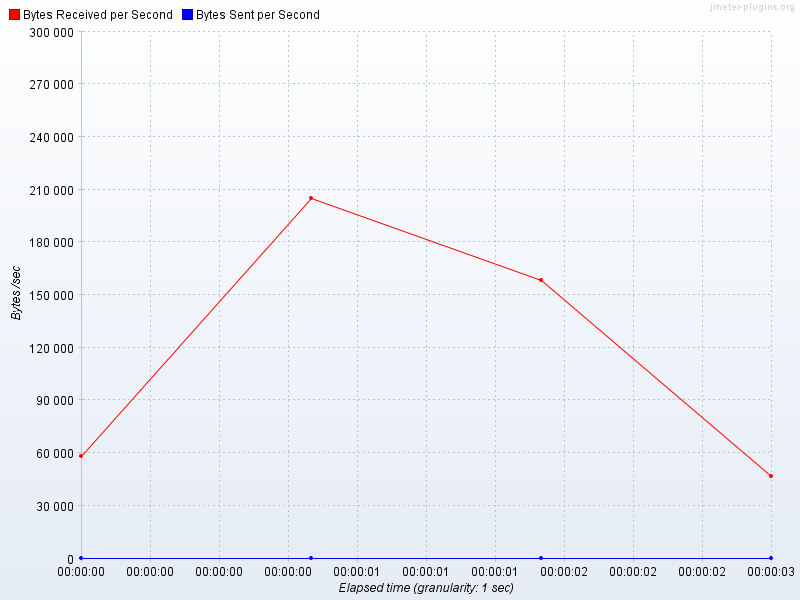 jmeter-plugins.org
Bytes Received per Second Bytes Sent per Second
300 000
270 000
240 000
210 000
180 000
150 000
120 000
90 000
60 000
30 000
0
Bytes /sec
00:00:00 00:00:00 00:00:00 00:00:00 00:00:01 00:00:01 00:00:01 00:00:02 00:00:02 00:00:02 00:00:03
Elapsed time (granularity: 1 sec)